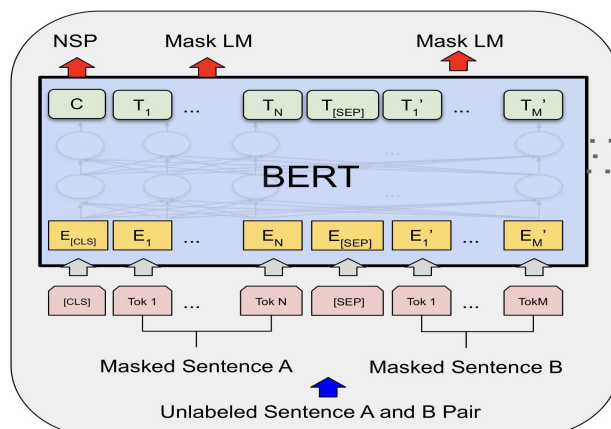 NSP Mask LM Mask LM
C T1 ... TN T[SEP] T1' ... TM'
...
BERT
...
E[CLS] E1 ... EN E[SEP] E1' ... EM'
[CLS] Tok 1 ... Tok N [SEP] Tok 1 ... TokM
Masked Sentence A Masked Sentence B
Unlabeled Sentence A and B Pair